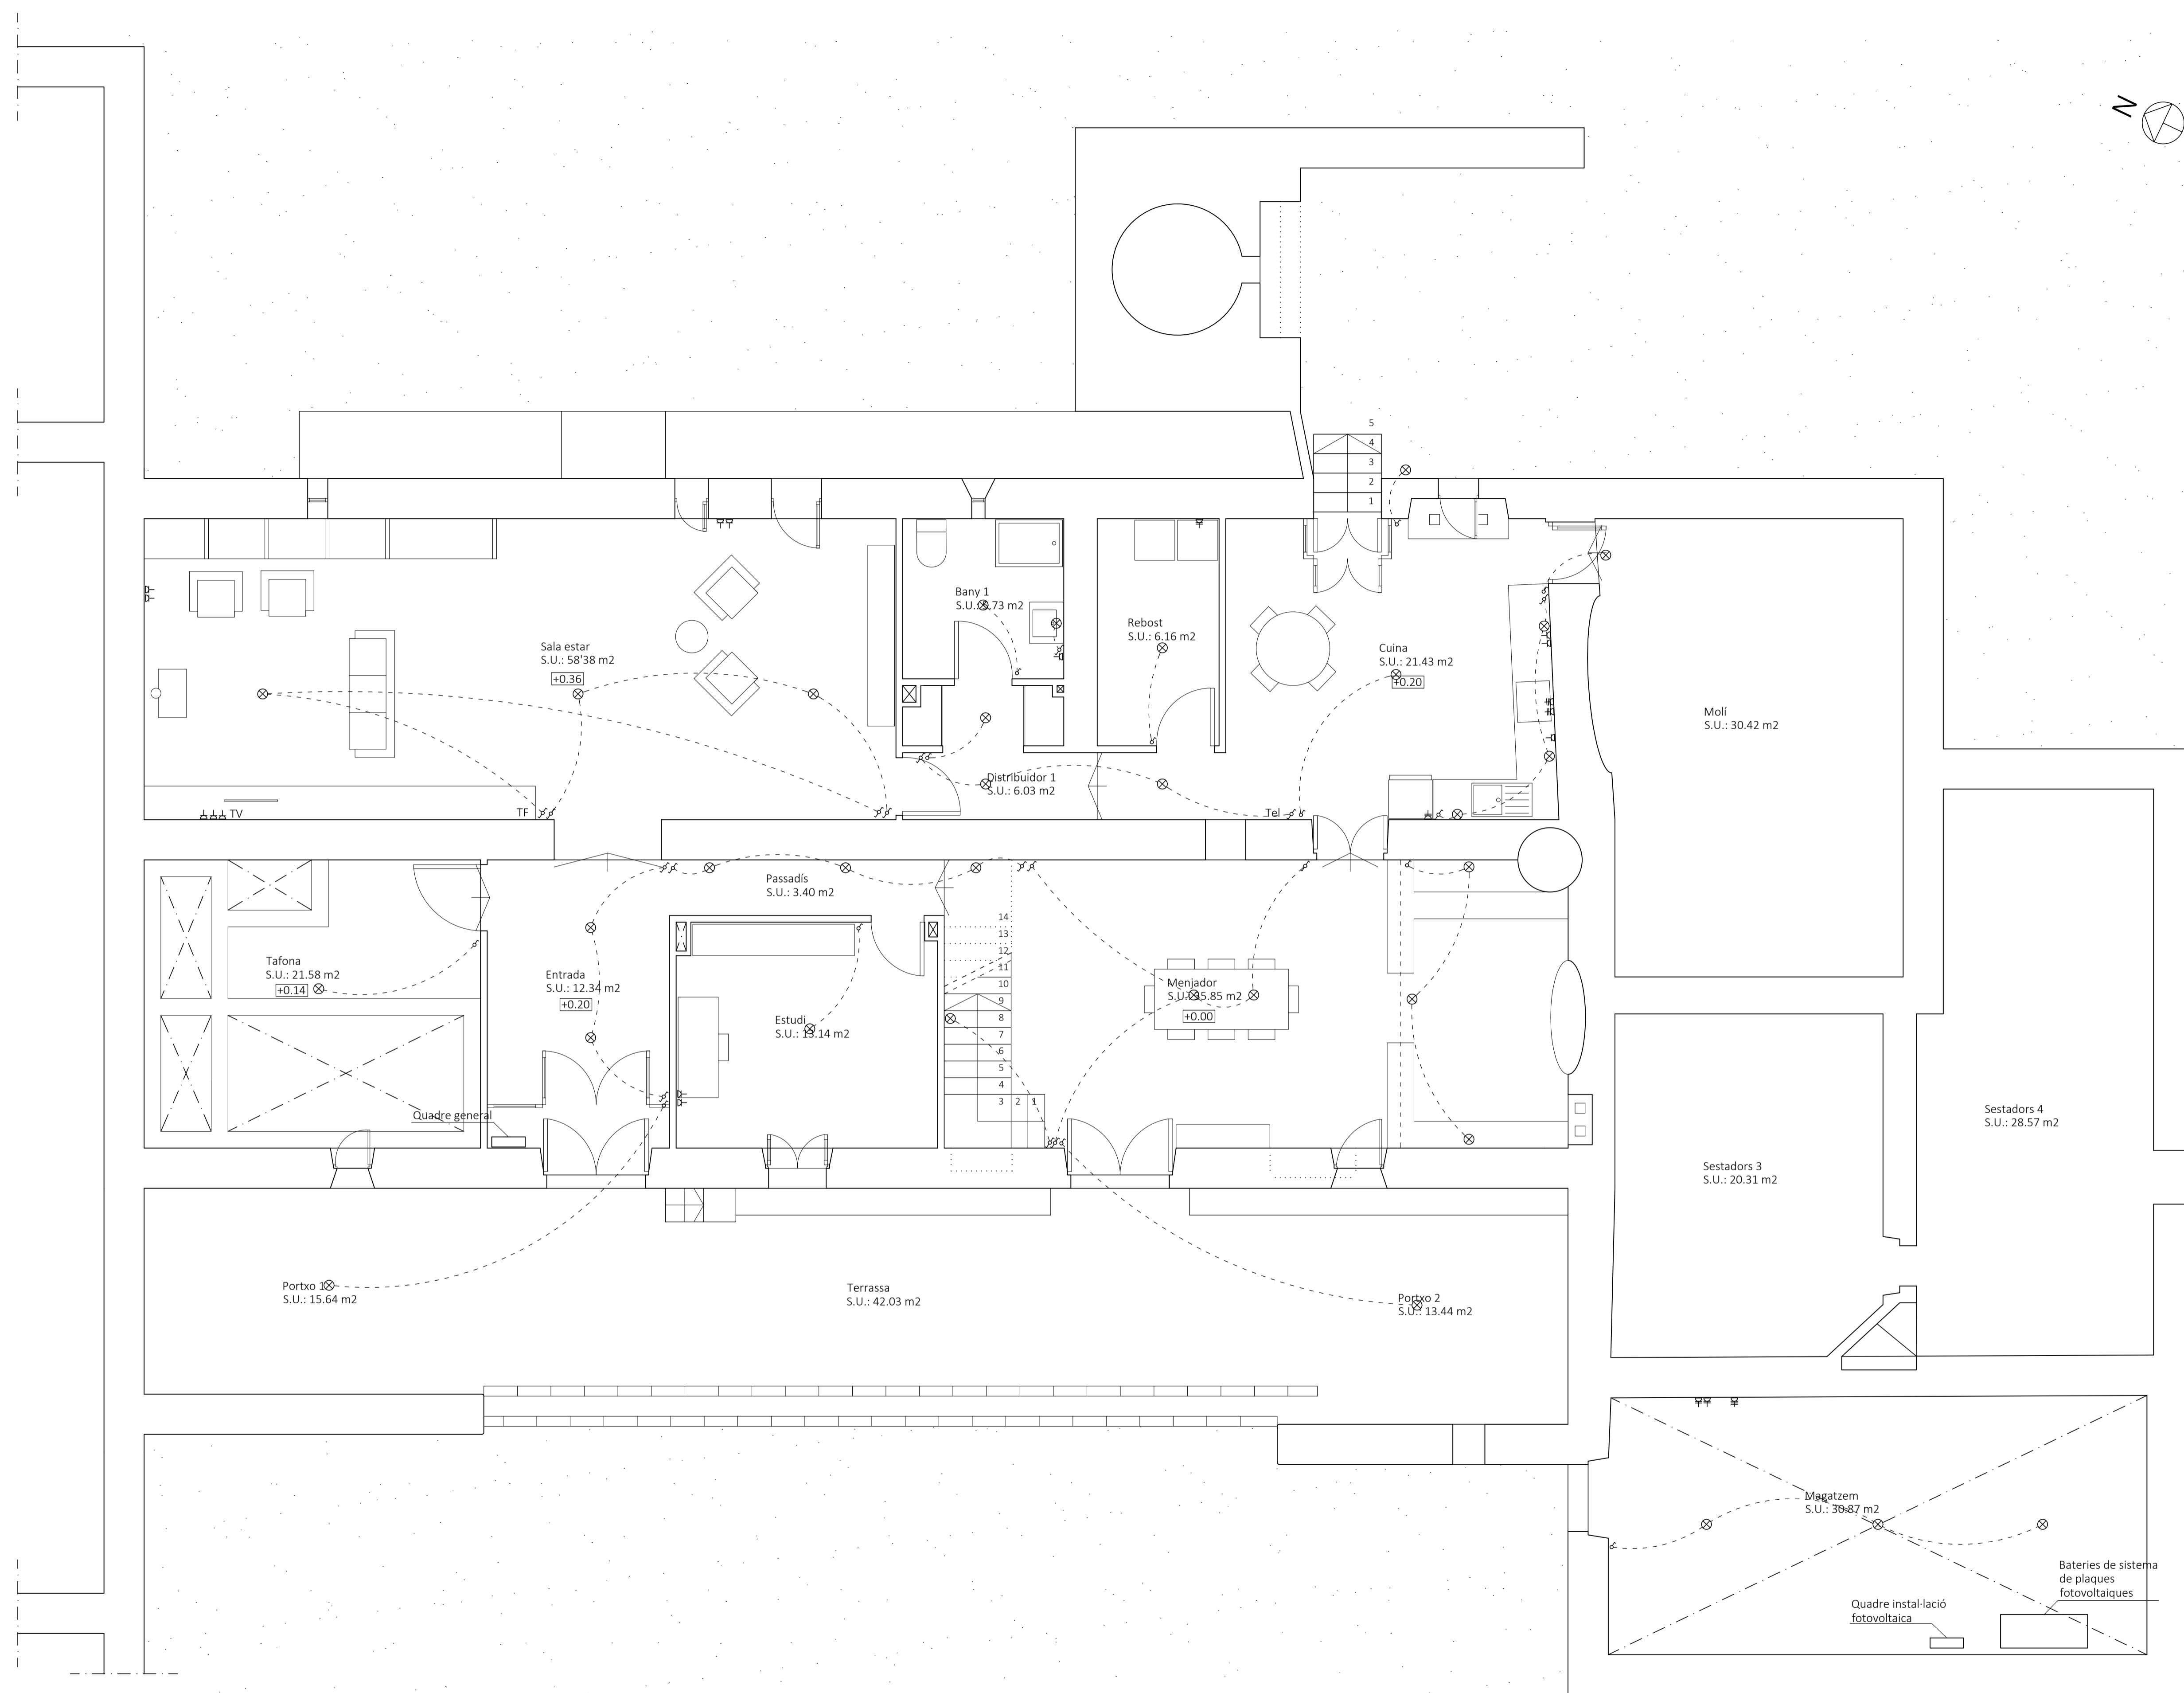 N
5
4
3
2
1
Bany 1
S.U.: 6.73 m2
Rebost
S.U.: 6.16 m2
Sala estar
S.U.: 58'38 m2
+0.36
Cuina
S.U.: 21.43 m2
+0.20
Molí
S.U.: 30.42 m2
Distribuidor 1
S.U.: 6.03 m2
TV
TF
Tel
Passadís
S.U.: 3.40 m2
14
13
12
11
10
9
8
7
6
5
4
3 2 1
Tafona
S.U.: 21.58 m2
+0.14
Entrada
S.U.: 12.34 m2
+0.20
Menjador
S.U.: 35.85 m2
+0.00
Estudi
S.U.: 13.14 m2
Quadre general
Sestadors 4
S.U.: 28.57 m2
Sestadors 3
S.U.: 20.31 m2
Portxo 1
S.U.: 15.64 m2
Terrassa
S.U.: 42.03 m2
Portxo 2
S.U.: 13.44 m2
Magatzem
S.U.: 30.87 m2
Bateries de sistema
de plaques
fotovoltaiques
Quadre instal·lació
fotovoltaica